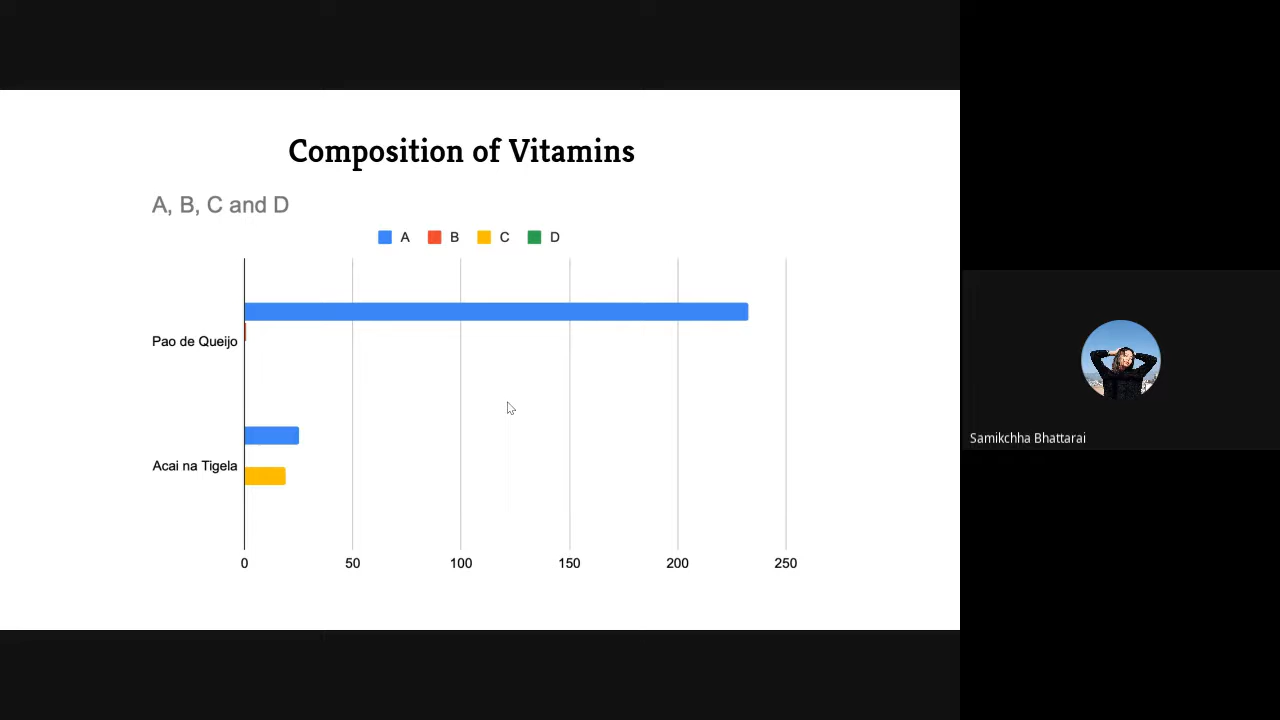 Composition of Vitamins
A, B, C and D
A B C D
Pao de Queijo
Acai na Tigela
0 50 100 150 200 250
Samikchha Bhattarai